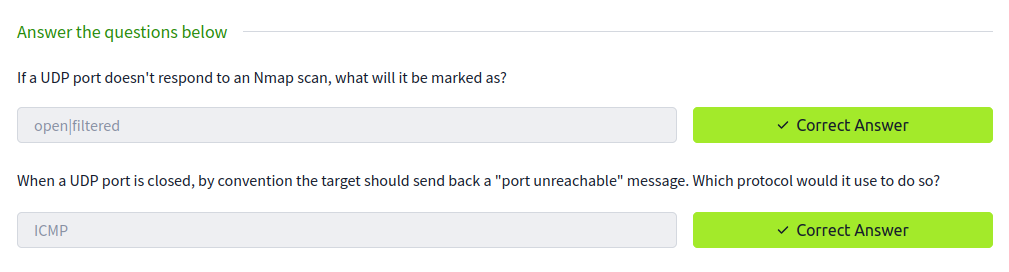 Answer the questions below
If a UDP port doesn't respond to an Nmap scan, what will it be marked as?
open|filtered
✓ Correct Answer
When a UDP port is closed, by convention the target should send back a "port unreachable" message. Which protocol would it use to do so?
ICMP
✓ Correct Answer